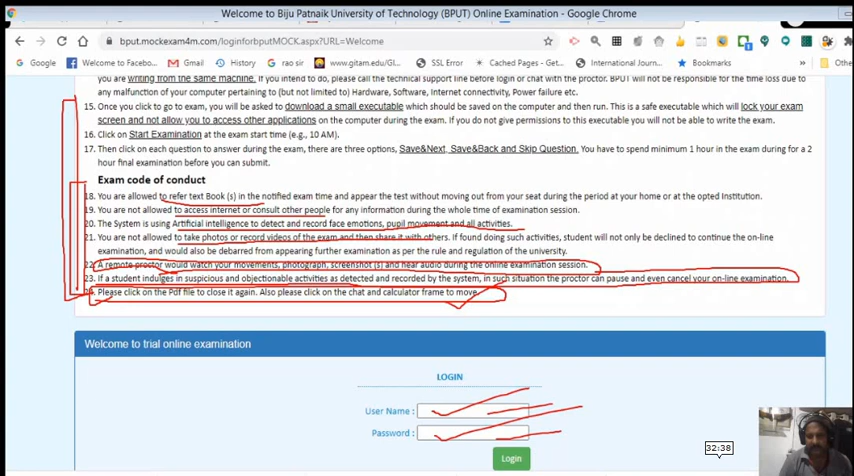 Welcome to Biju Patnaik University of Technology (BPUT) Online Examination - Google Chrome
bput.mockexam4m.com/loginforbputMOCK.aspx?URL=Welcome
Google
Welcome to Facebo...
HTG
rao sir
www.gitam.edu/Gl...
SSL Error
Cached Pages - Get...
Location
Bookmarks
you are writing from the same machine. If you intend to do, please call the technical support line before login or chat with the proctor. BPUT will not be responsible for the time loss due to
any malfunction of your computer pertaining to (but not limited to) Hardware, Software, Internet connectivity, Power failure etc.
15. Once you click to go to exam, you will be asked to download a small executable which should be saved on the computer and then run. This is a safe executable which will lock your exam
screen and not allow you to access other applications on the computer during the exam. If you do not give permissions to this executable you will not be able to write the exam.
16. Click on Start Examination at the exam start time (e.g., 10 AM).
17. Then click on each question to answer during the exam, there are three options, Save&Next, Save&Back and Skip Question. You have to spend minimum 1 hour in the exam during for a 2
hour final examination before you can submit.
Exam code of conduct
18. You are allowed to refer text Book (s) in the notified exam time and appear the test without moving out from your seat during the period at your home or at the opted Institution.
19. You are not allowed to access internet or consult other people for any information during the whole time of examination session.
20. The System is using Artificial intelligence to detect and record face emotions, pupil movement and all activities.
21. You are not allowed to take photos or record videos of the exam and then share it with others. If found doing such activities, student will not only be declined to continue the on-line
examination, and would also be debarred from appearing further examination as per the rule and regulation of the university.
22. A remote proctor would watch your movements, photograph, screenshot (s) and hear audio during the online examination session.
23. If a student indulges in suspicious and objectionable activities as detected and recorded by the system, in such situation the proctor can pause and even cancel your on-line examination.
24. Please click on the Pdf file to close it again. Also please click on the chat and calculator frame to move.
Welcome to trial online examination
LOGIN
User Name :
Password :
Login
32:38